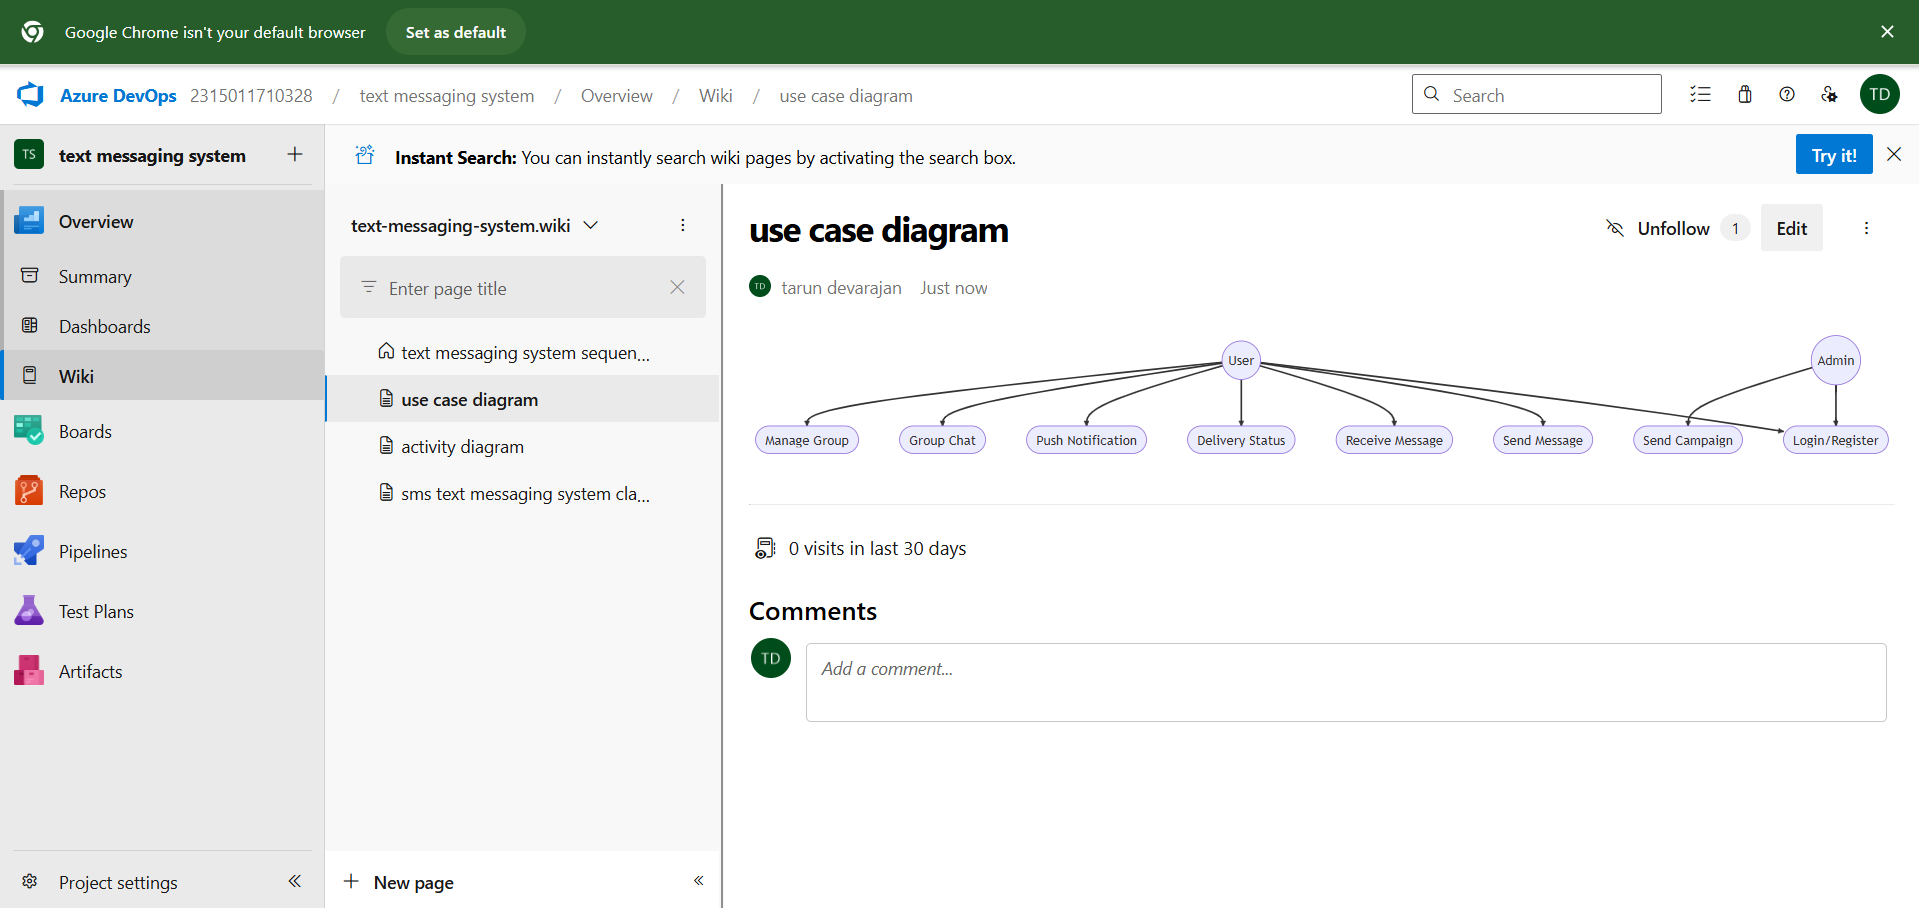 Google Chrome isn't your default browser Set as default
Azure DevOps 2315011710328 / text messaging system / Overview / Wiki / use case diagram Search TD
TS text messaging system
Instant Search: You can instantly search wiki pages by activating the search box. Try it!
Overview
Summary
Dashboards
Wiki
Boards
Repos
Pipelines
Test Plans
Artifacts
Project settings
text-messaging-system.wiki
Enter page title
text messaging system sequen...
use case diagram
activity diagram
sms text messaging system cla...
New page
use case diagram
Unfollow 1 Edit
TD tarun devarajan Just now
User Admin
Manage Group Group Chat Push Notification Delivery Status Receive Message Send Message Send Campaign Login/Register
0 visits in last 30 days
Comments
TD Add a comment...